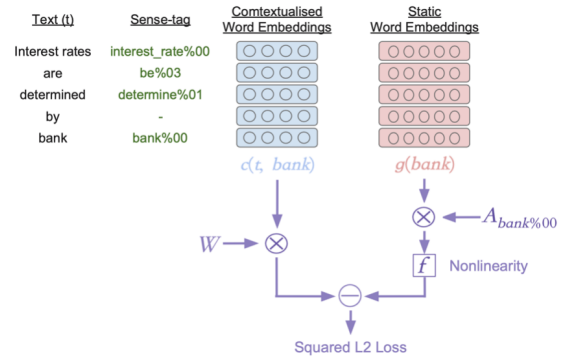 Text (t) Sense-tag Comtextualised Word Embeddings Static Word Embeddings
Interest rates interest_rate%00
are be%03
determined determine%01
by -
bank bank%00
c(t, bank) g(bank)
W ⊗ ⊗ A_bank%00
f Nonlinearity
−
Squared L2 Loss